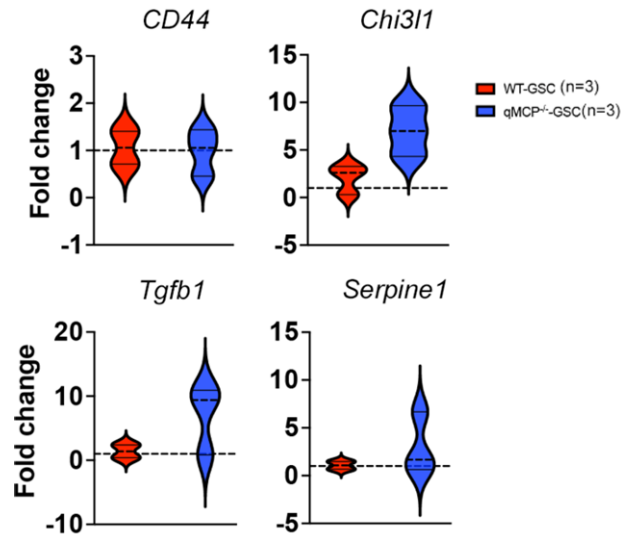 CD44
Chi3l1
Fold change
3
2
1
0
-1
15
10
5
0
-5
WT-GSC (n=3)
qMCP-/--GSC(n=3)
Tgfb1
Serpine1
Fold change
20
10
0
-10
15
10
5
0
-5